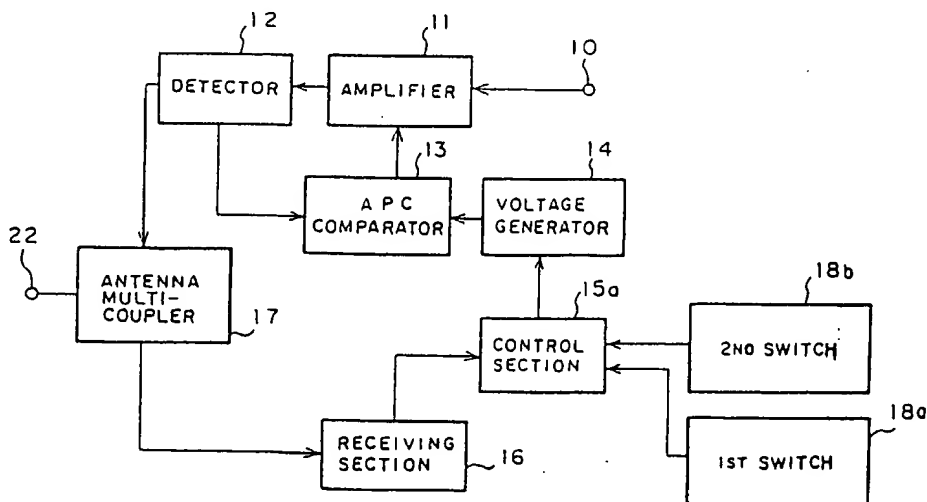 12
11
10
DETECTOR
AMPLIFIER
13
14
A P C
COMPARATOR
VOLTAGE
GENERATOR
22
ANTENNA
MULTI-
COUPLER
17
15a
18b
CONTROL
SECTION
2ND SWITCH
18a
RECEIVING
SECTION
16
1ST SWITCH